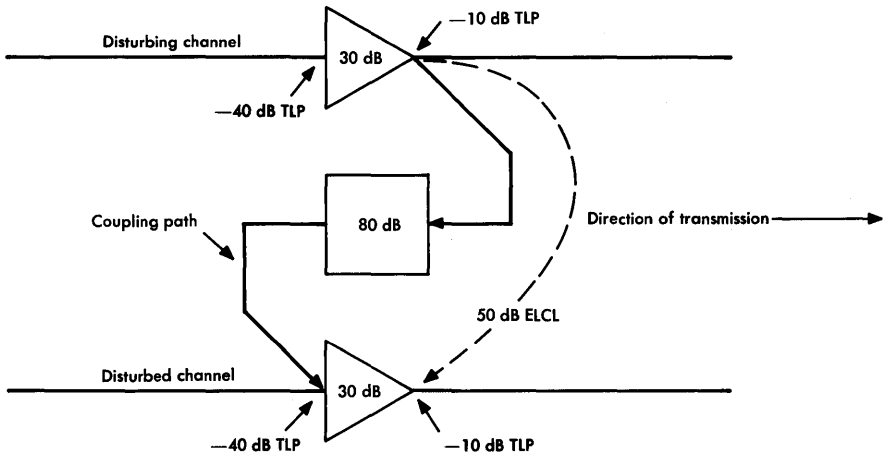 —10 dB TLP
Disturbing channel
30 dB
—40 dB TLP
Coupling path
80 dB
Direction of transmission
50 dB ELCL
Disturbed channel
30 dB
—40 dB TLP
—10 dB TLP